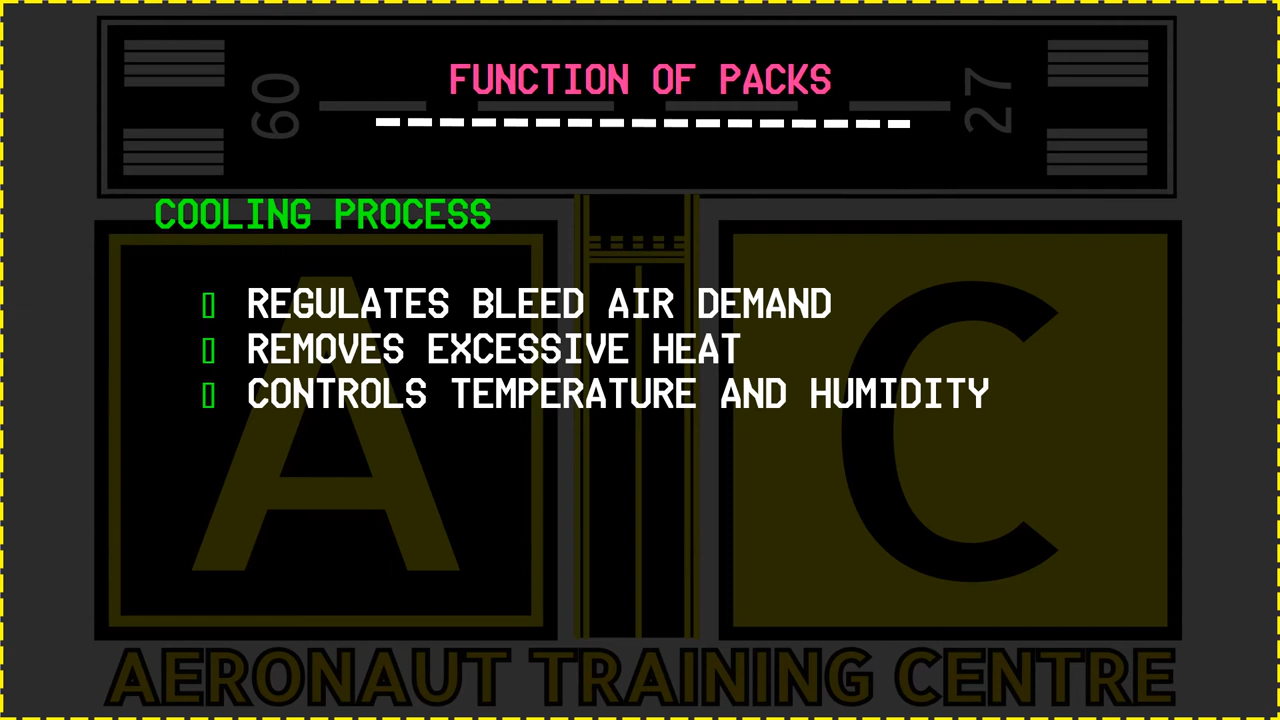 FUNCTION OF PACKS
60
27
COOLING PROCESS
REGULATES BLEED AIR DEMAND
REMOVES EXCESSIVE HEAT
CONTROLS TEMPERATURE AND HUMIDITY
A C
AERONAUT TRAINING CENTRE